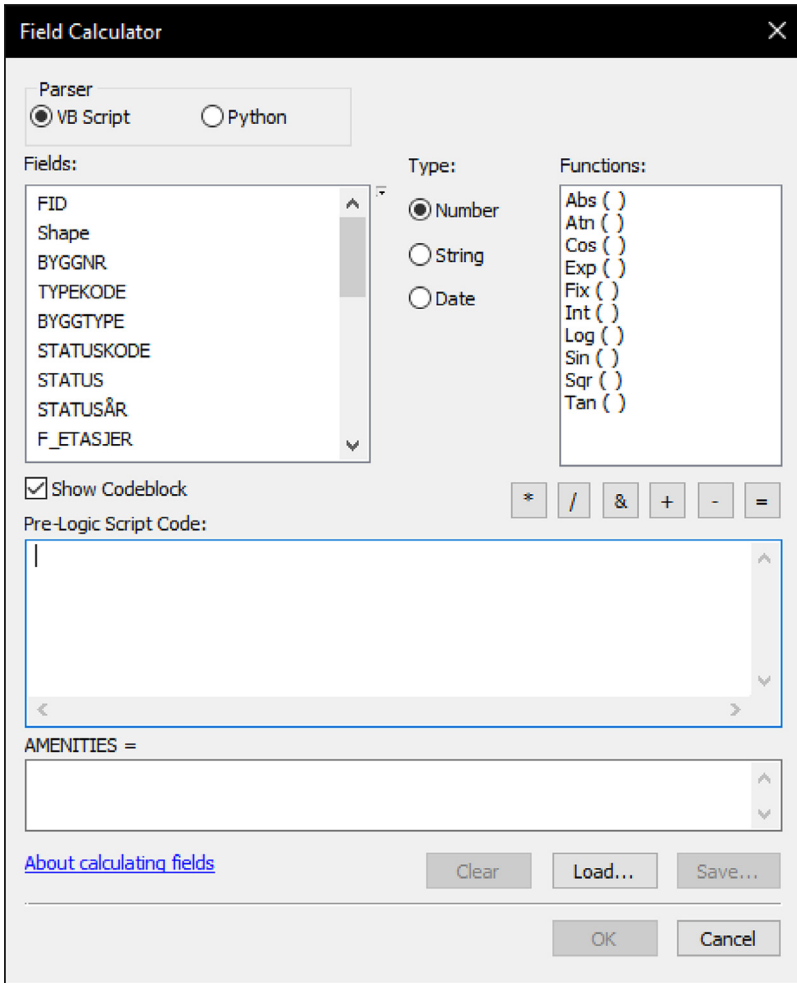 Field Calculator
Parser
VB Script Python
Fields: Type: Functions:
FID
Shape
BYGGNR
TYPEKODE
BYGGTYPE
STATUSKODE
STATUS
STATUSÅR
F_ETASJER
Number
String
Date
Abs ( )
Atn ( )
Cos ( )
Exp ( )
Fix ( )
Int ( )
Log ( )
Sin ( )
Sqr ( )
Tan ( )
Show Codeblock
* / & + - =
Pre-Logic Script Code:
AMENITIES =
About calculating fields
Clear Load... Save...
OK Cancel